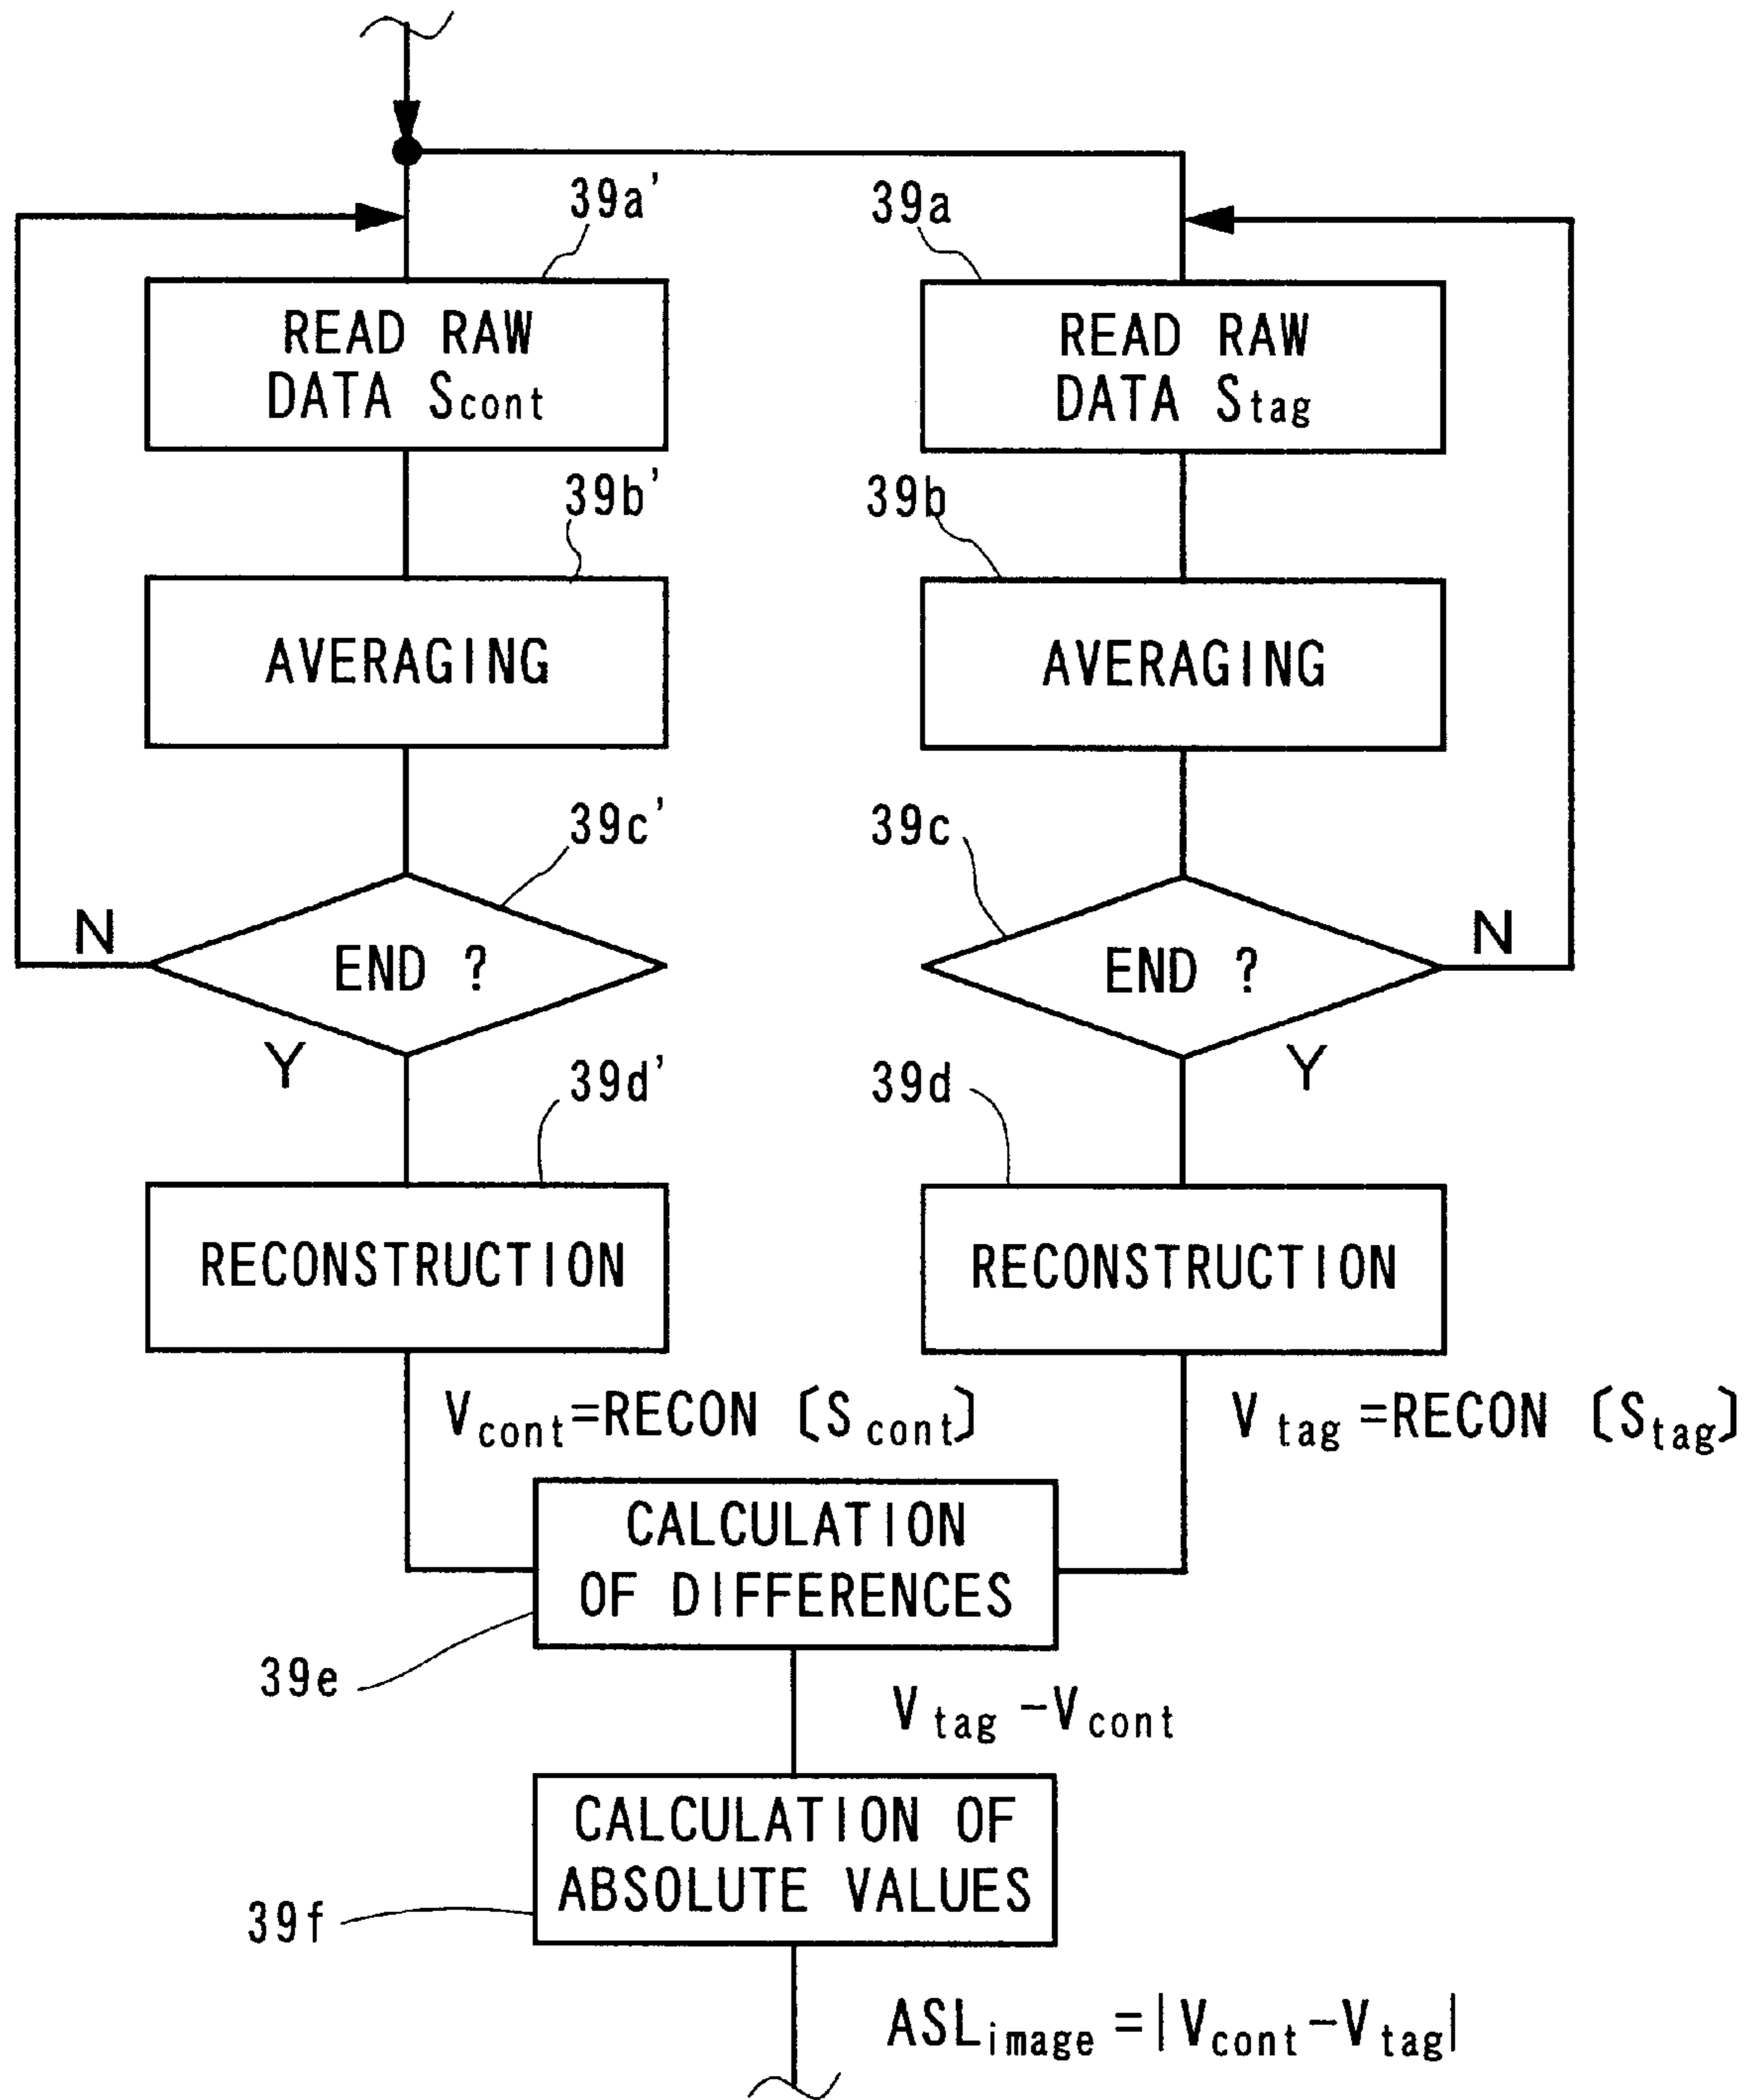 39a'
39a
READ RAW
DATA Scont
READ RAW
DATA Stag
39b'
39b
AVERAGING
AVERAGING
39c'
39c
N
END ?
END ?
N
Y
Y
39d'
39d
RECONSTRUCTION
RECONSTRUCTION
Vcont=RECON [Scont]
Vtag=RECON [Stag]
CALCULATION
OF DIFFERENCES
39e
Vtag-Vcont
CALCULATION OF
ABSOLUTE VALUES
39f
ASLimage=|Vcont-Vtag|